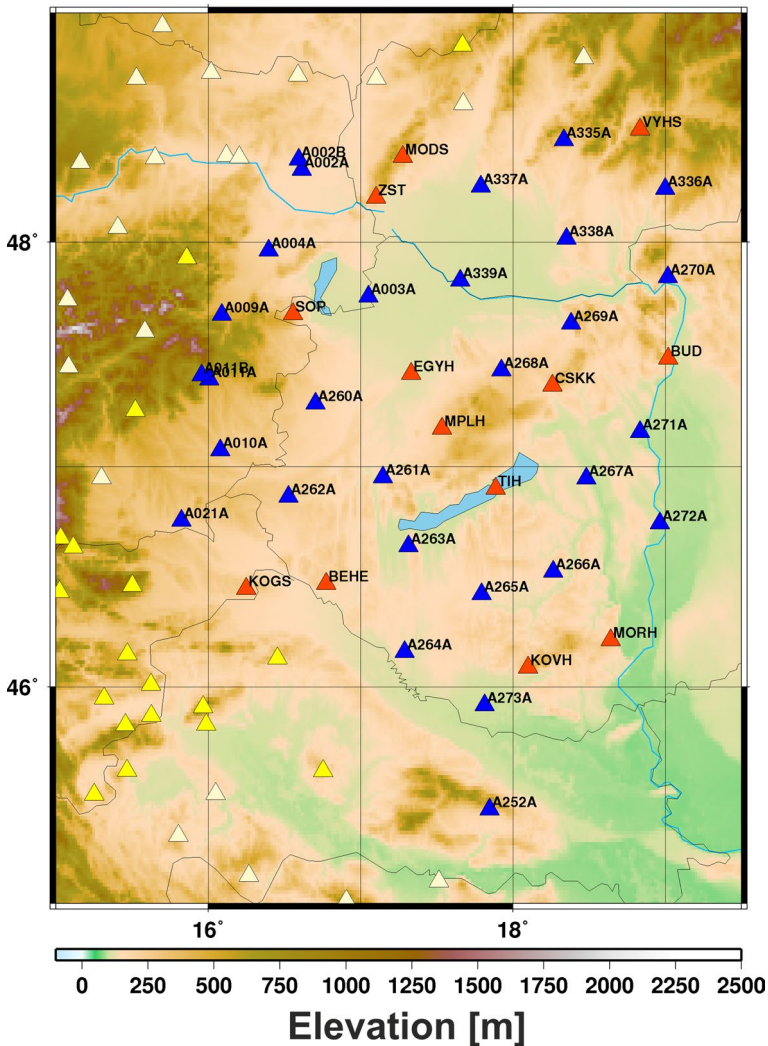 VYHS
A335A
A002B
MODS
A002A
A337A
A336A
ZST
A338A
48°
A004A
A270A
A339A
A003A
A009A
SOP
A269A
BUD
A011B
A011A
EGYH
A268A
CSKK
A260A
MPLH
A271A
A010A
A261A
A267A
TIH
A262A
A021A
A272A
A263A
A266A
KOGS
BEHE
A265A
MORH
A264A
KOVH
46°
A273A
A252A
16°
18°
0 250 500 750 1000 1250 1500 1750 2000 2250 2500
Elevation [m]